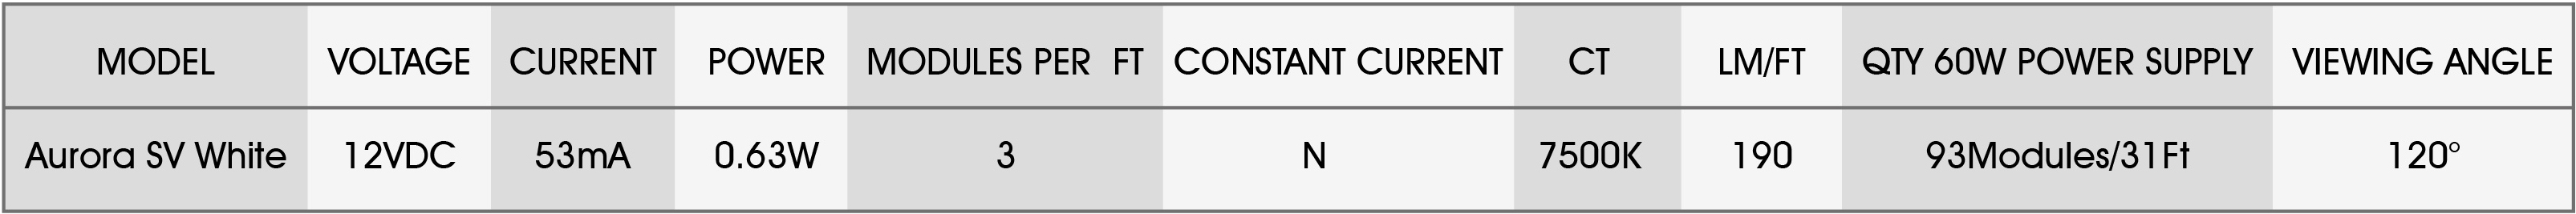 MODEL VOLTAGE CURRENT POWER MODULES PER FT CONSTANT CURRENT CT LM/FT QTY 60W POWER SUPPLY VIEWING ANGLE
Aurora SV White 12VDC 53mA 0.63W 3 N 7500K 190 93Modules/31Ft 120°